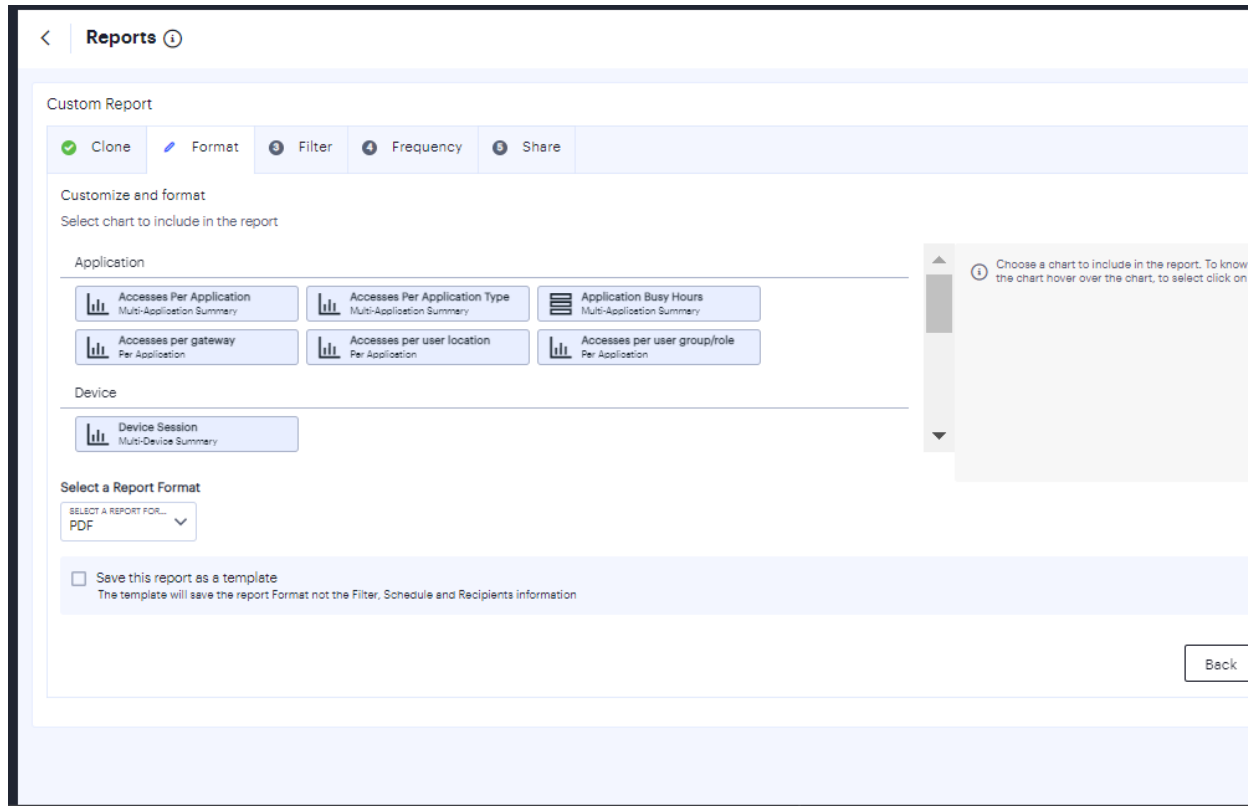 Reports
Custom Report
Clone
Format
3 Filter
4 Frequency
5 Share
Customize and format
Select chart to include in the report
Application
Accesses Per Application
Multi-Application Summary
Accesses Per Application Type
Multi-Application Summary
Application Busy Hours
Multi-Application Summary
Accesses per gateway
Per Application
Accesses per user location
Per Application
Accesses per user group/role
Per Application
Device
Device Session
Multi-Device Summary
Choose a chart to include in the report. To know
the chart hover over the chart, to select click on
Select a Report Format
SELECT A REPORT FOR...
PDF
Save this report as a template
The template will save the report Format not the Filter, Schedule and Recipients information
Back